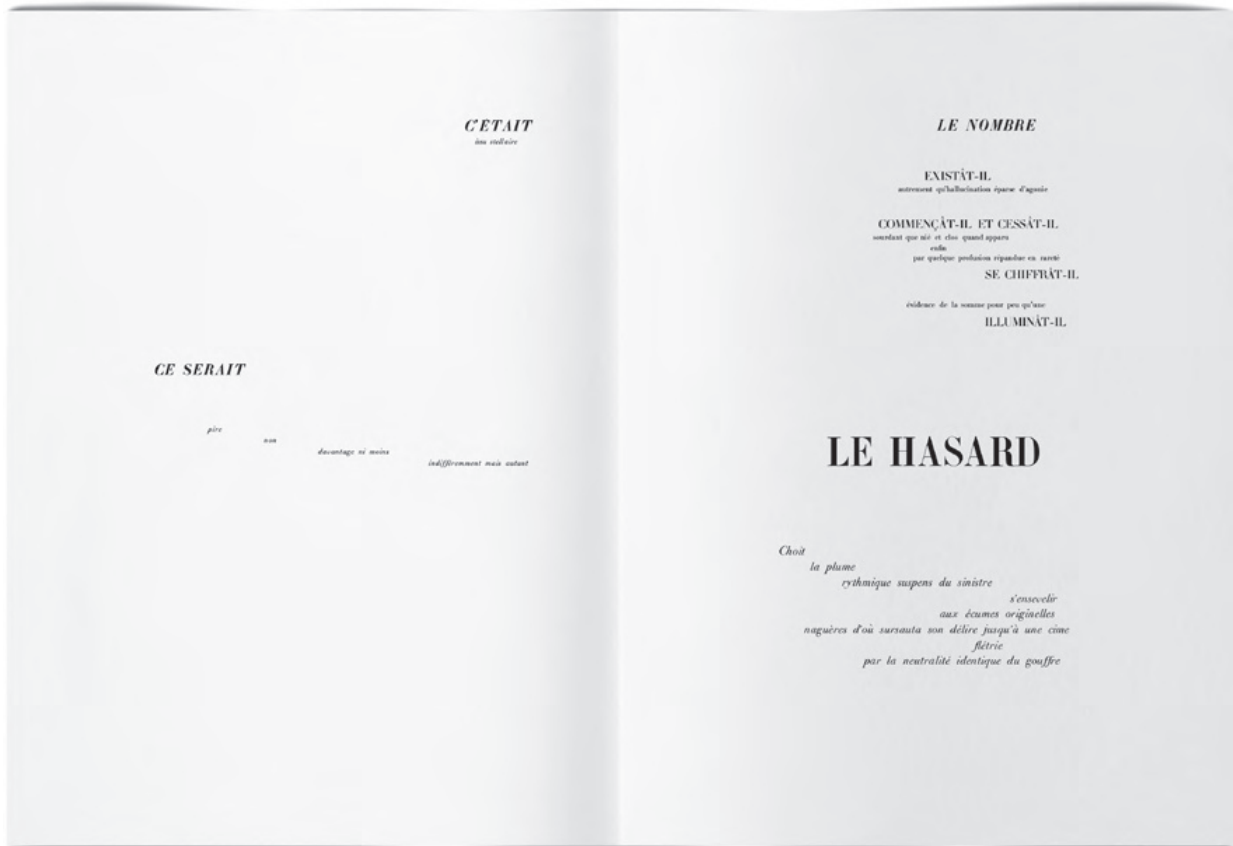 C'ETAIT
issu stellaire
CE SERAIT
pire
non
davantage ni moins
indifféremment mais autant
LE NOMBRE
EXISTÂT-IL
autrement qu'hallucination éparse d'agonie
COMMENÇÂT-IL ET CESSÂT-IL
sourdant que nié et clos quand apparu
enfin
par quelque profusion répandue en rareté
SE CHIFFRÂT-IL
évidence de la somme pour peu qu'une
ILLUMINÂT-IL
LE HASARD
Choit
la plume
rythmique suspens du sinistre
s'ensevelir
aux écumes originelles
naguères d'où sursauta son délire jusqu'à une cime
flétrie
par la neutralité identique du gouffre